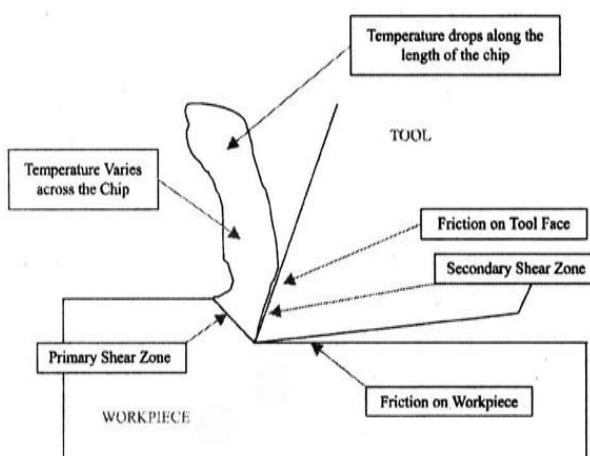 Temperature drops along the
length of the chip
TOOL
Temperature Varies
across the Chip
Friction on Tool Face
Secondary Shear Zone
Primary Shear Zone
Friction on Workpiece
WORKPIECE